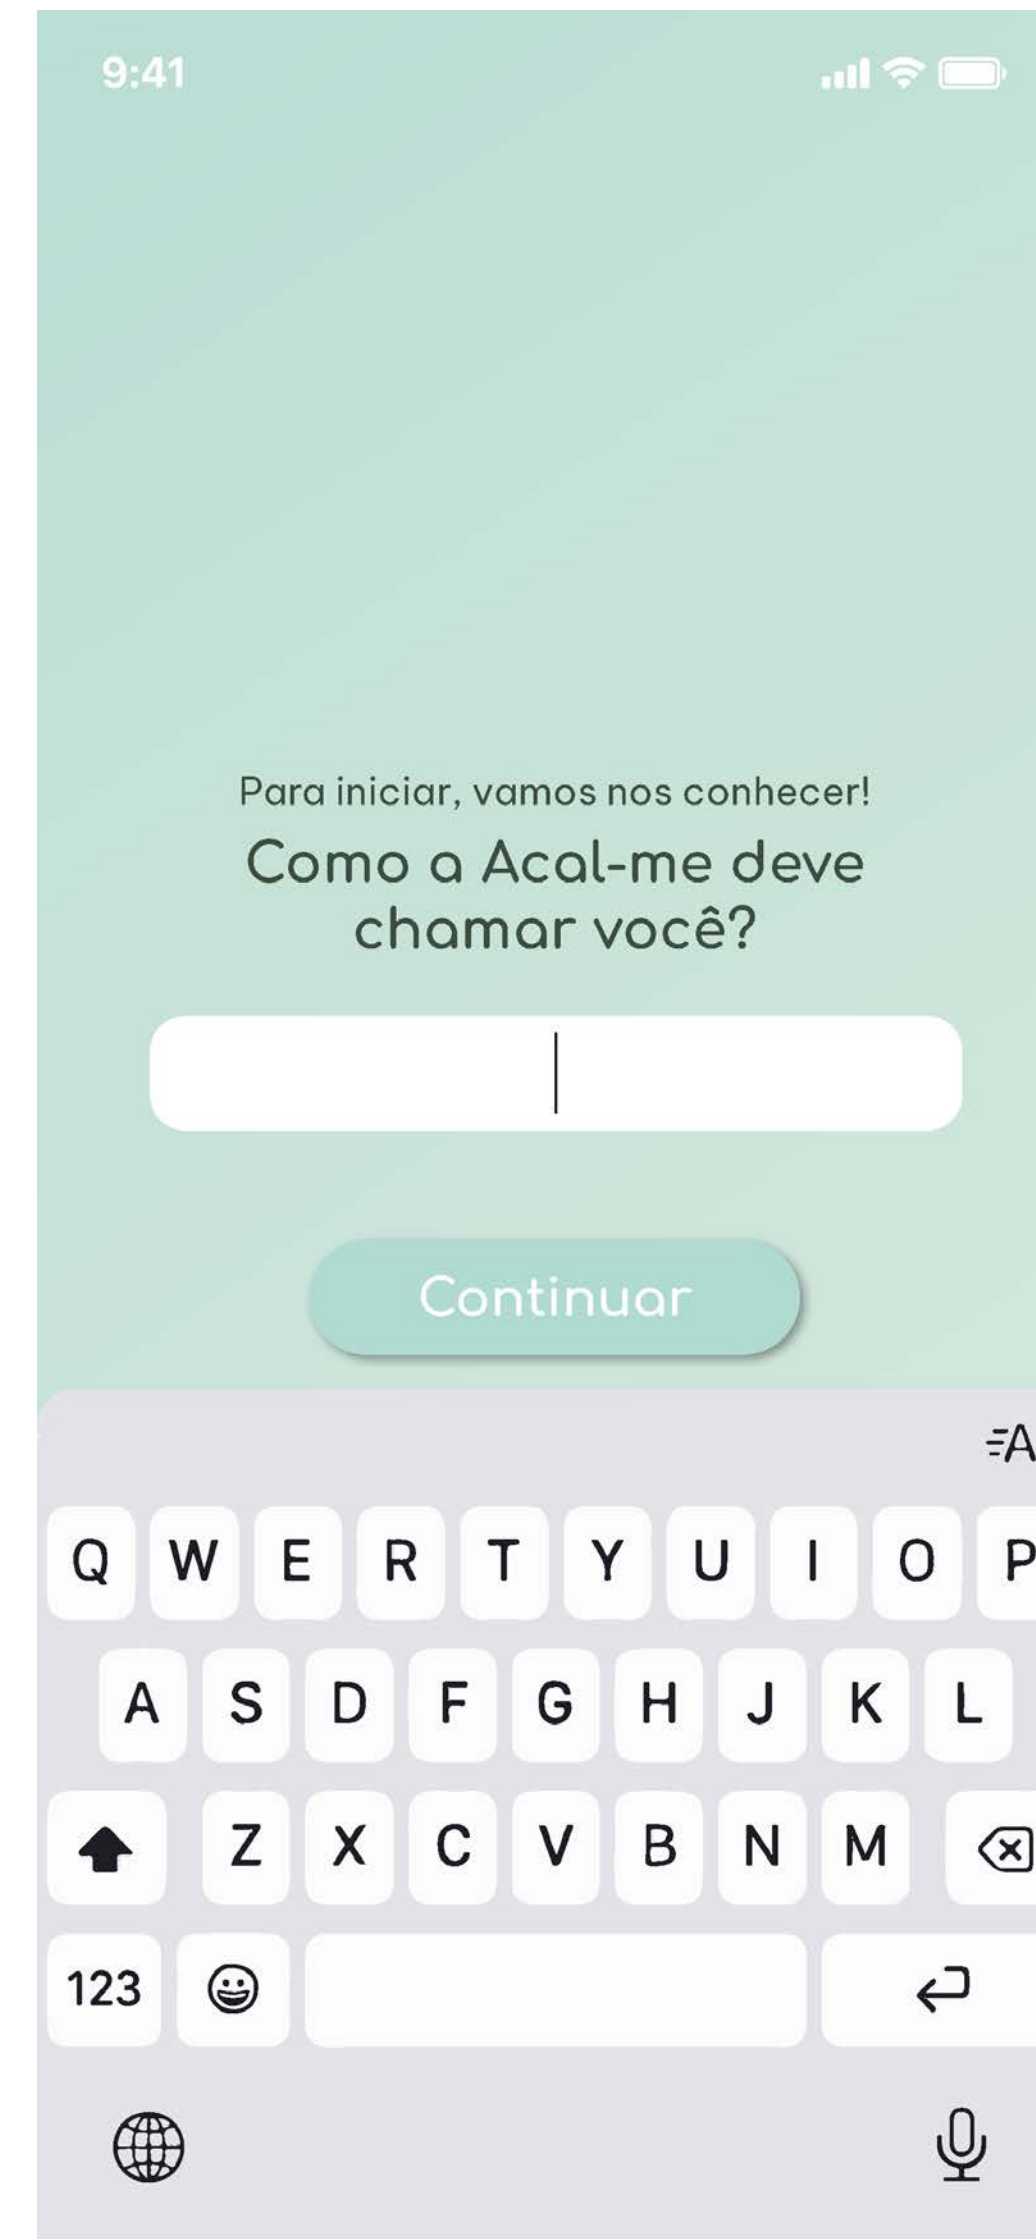 9:41
Para iniciar, vamos nos conhecer!
Como a Acal-me deve
chamar você?
Continuar
A
Q W E R T Y U I O P
A S D F G H J K L
Z X C V B N M
123